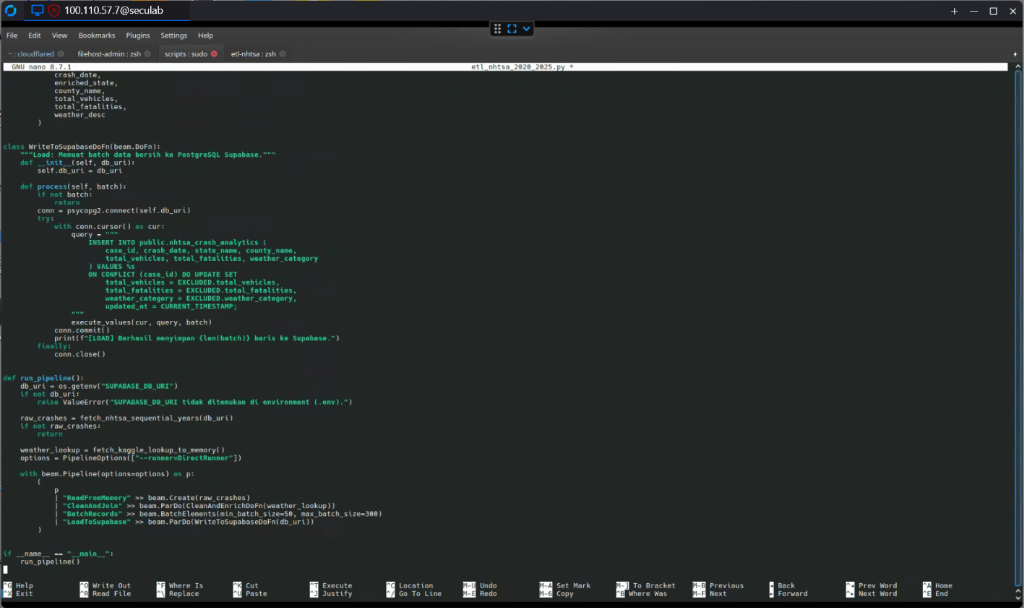 100.110.57.7@seculab
File Edit View Bookmarks Plugins Settings Help
~ : cloudflared filehost-admin : zsh scripts : sudo etl-nhtsa : zsh
GNU nano 8.7.1 etl_nhtsa_2020_2025.py *
crash_date,
enriched_state,
county_name,
total_vehicles,
total_fatalities,
weather_desc
)
class WriteToSupabaseDoFn(beam.DoFn):
"""Load: Memuat batch data bersih ke PostgreSQL Supabase."""
def __init__(self, db_uri):
self.db_uri = db_uri
def process(self, batch):
if not batch:
return
conn = psycopg2.connect(self.db_uri)
try:
with conn.cursor() as cur:
query = """
INSERT INTO public.nhtsa_crash_analytics (
case_id, crash_date, state_name, county_name,
total_vehicles, total_fatalities, weather_category
) VALUES %s
ON CONFLICT (case_id) DO UPDATE SET
total_vehicles = EXCLUDED.total_vehicles,
total_fatalities = EXCLUDED.total_fatalities,
weather_category = EXCLUDED.weather_category,
updated_at = CURRENT_TIMESTAMP;
"""
execute_values(cur, query, batch)
conn.commit()
print(f"[LOAD] Berhasil menyimpan {len(batch)} baris ke Supabase.")
finally:
conn.close()
def run_pipeline():
db_uri = os.getenv("SUPABASE_DB_URI")
if not db_uri:
raise ValueError("SUPABASE_DB_URI tidak ditemukan di environment (.env).")
raw_crashes = fetch_nhtsa_sequential_years(db_uri)
if not raw_crashes:
return
weather_lookup = fetch_kaggle_lookup_to_memory()
options = PipelineOptions(["--runner=DirectRunner"])
with beam.Pipeline(options=options) as p:
(
p
| "ReadFromMemory" >> beam.Create(raw_crashes)
| "CleanAndJoin" >> beam.ParDo(CleanAndEnrichDoFn(weather_lookup))
| "BatchRecords" >> beam.BatchElements(min_batch_size=50, max_batch_size=300)
| "LoadToSupabase" >> beam.ParDo(WriteToSupabaseDoFn(db_uri))
)
if __name__ == "__main__":
run_pipeline()
^G Help ^O Write Out ^F Where Is ^K Cut ^T Execute ^C Location M-U Undo M-A Set Mark M-] To Bracket M-B Previous Back Prev Word ^A Home
^X Exit ^R Read File ^\ Replace ^U Paste ^J Justify ^/ Go To Line M-E Redo M-6 Copy ^B Where Was M-F Next Forward Next Word ^E End